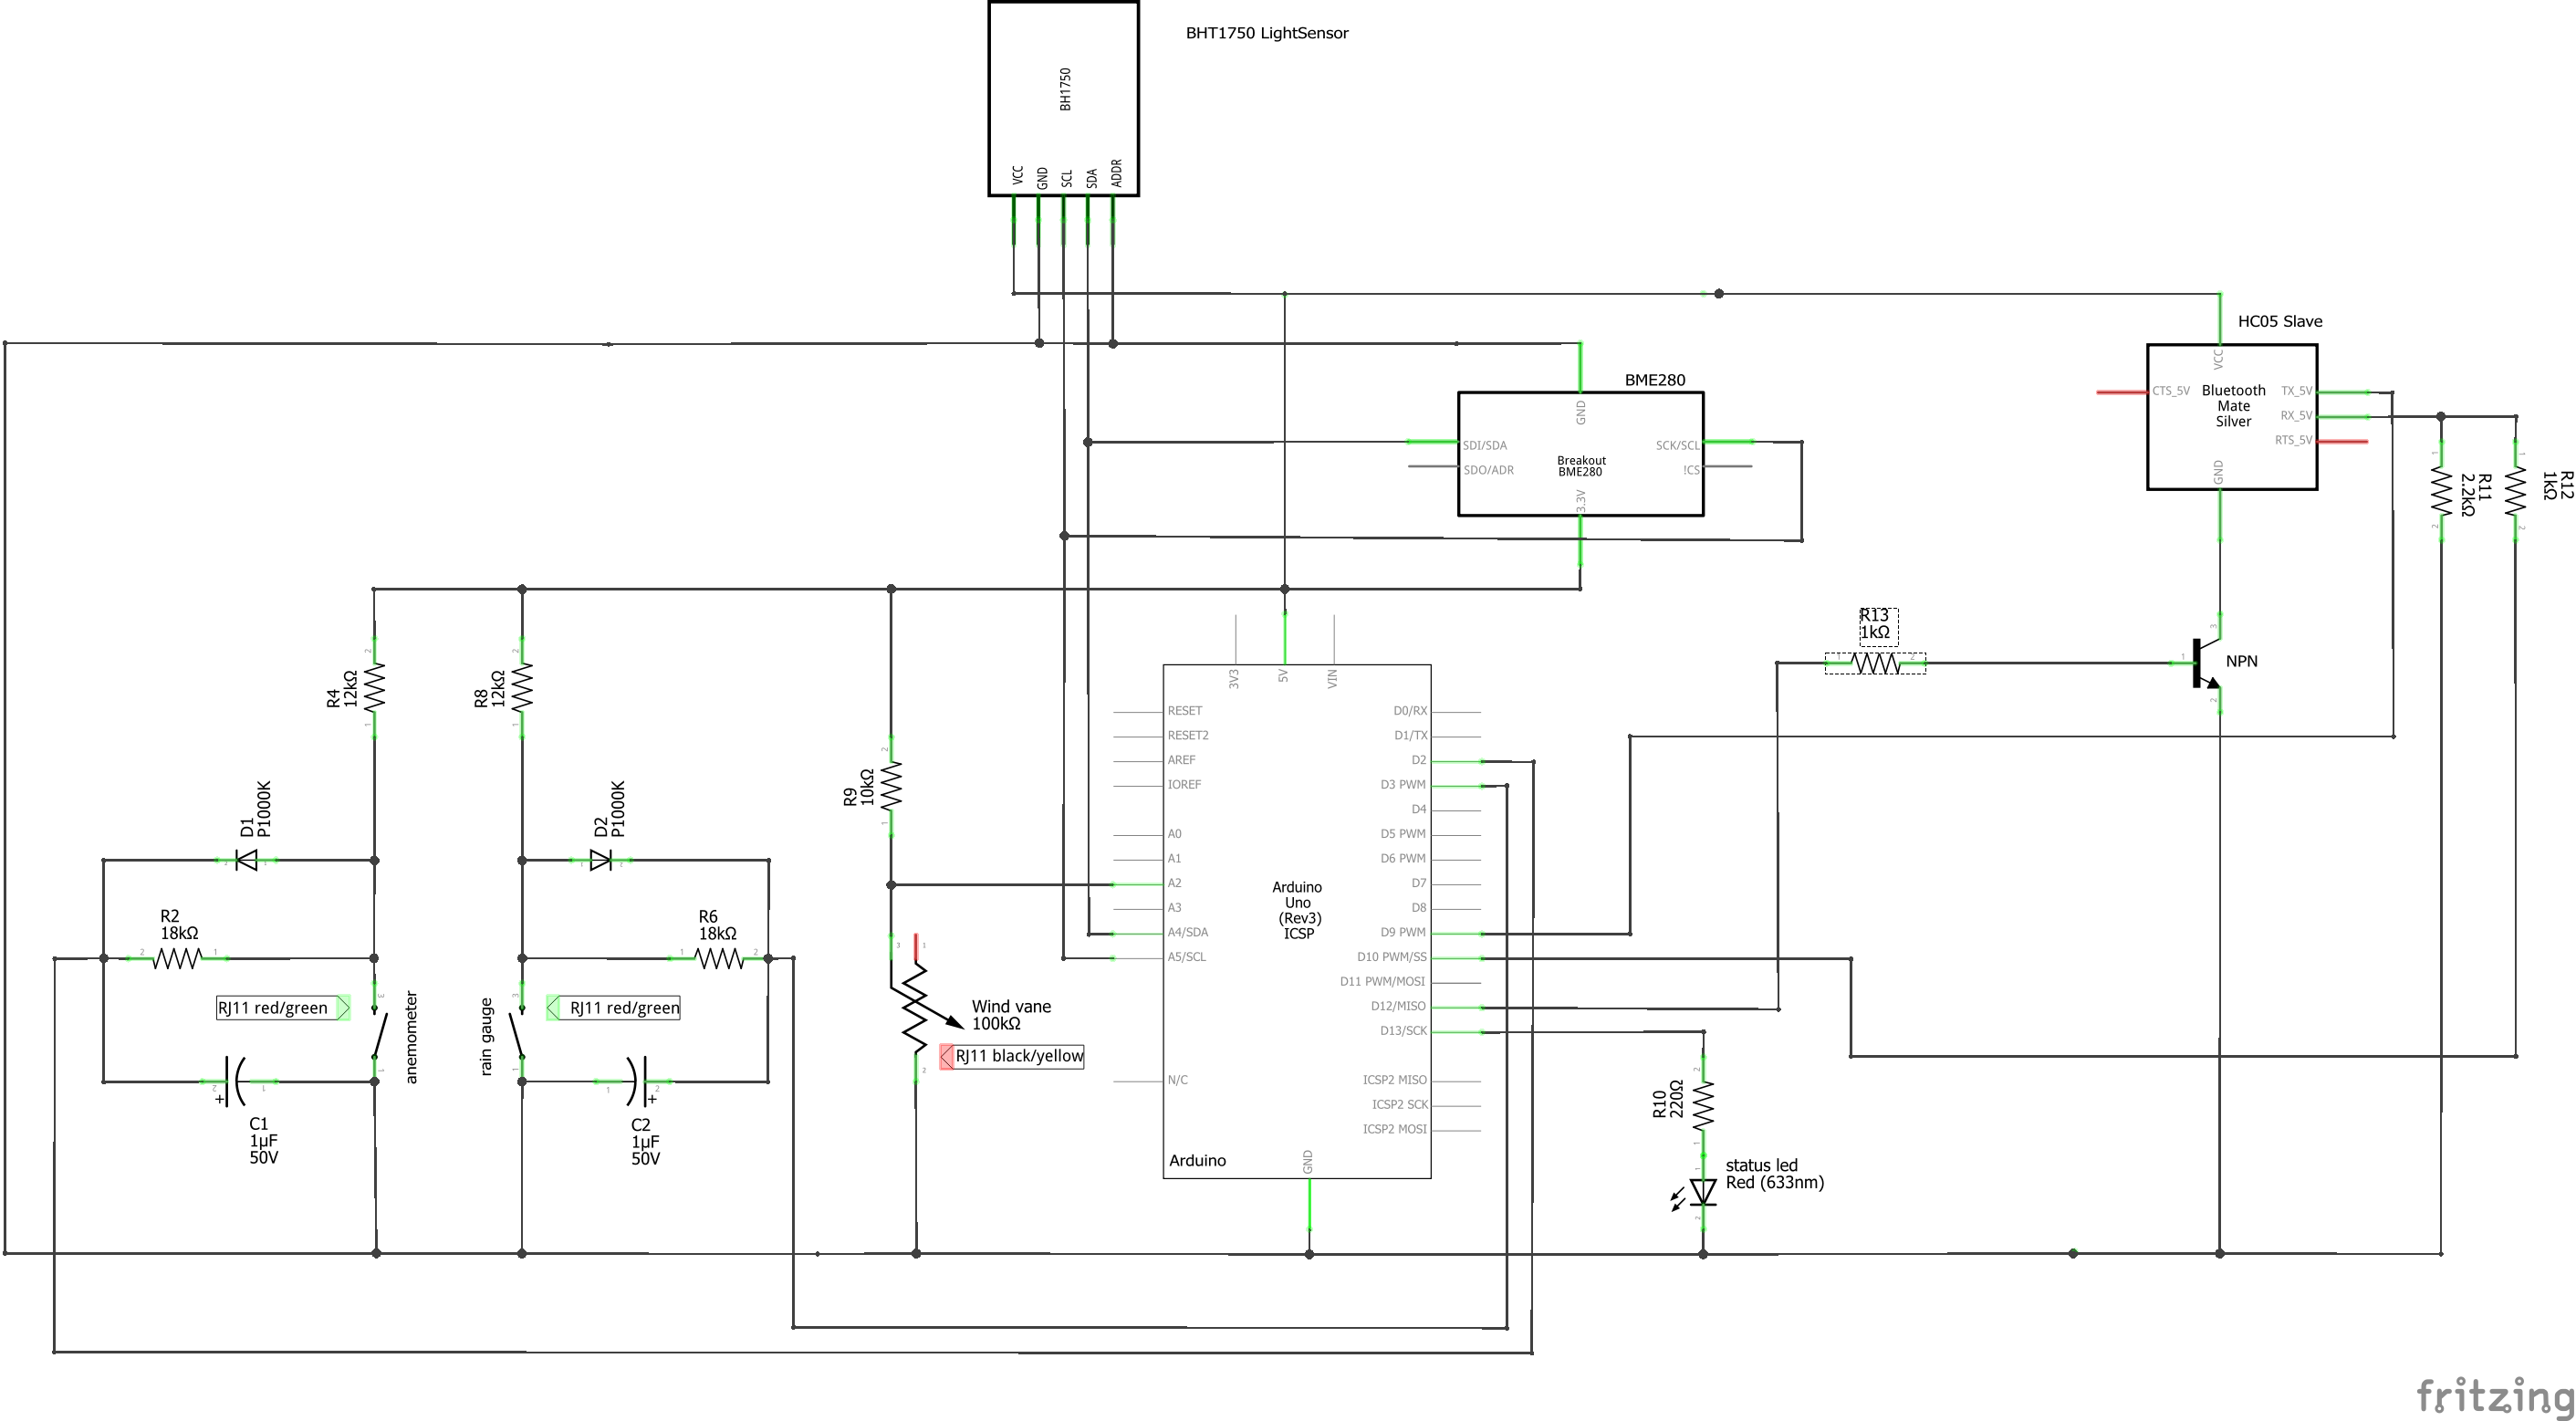 BHT1750 LightSensor
BH1750
VCC
GND
SCL
SDA
ADDR
HC05 Slave
VCC
CTS_5V
Bluetooth
Mate
Silver
TX_5V
RX_5V
RTS_5V
GND
BME280
GND
SDI/SDA
SCK/SCL
Breakout
BME280
SDO/ADR
!CS
3.3V
R11
2.2kΩ
R12
1kΩ
R13
1kΩ
NPN
R4
12kΩ
R8
12kΩ
R9
10kΩ
D1
P1000K
D2
P1000K
R2
18kΩ
R6
18kΩ
RJ11 red/green
anemometer
rain gauge
RJ11 red/green
C1
1µF
50V
C2
1µF
50V
Wind vane
100kΩ
RJ11 black/yellow
3V3
5V
VIN
RESET
RESET2
AREF
IOREF
A0
A1
A2
A3
A4/SDA
A5/SCL
N/C
Arduino
Uno
(Rev3)
ICSP
D0/RX
D1/TX
D2
D3 PWM
D4
D5 PWM
D6 PWM
D7
D8
D9 PWM
D10 PWM/SS
D11 PWM/MOSI
D12/MISO
D13/SCK
ICSP2 MISO
ICSP2 SCK
ICSP2 MOSI
GND
Arduino
R10
220Ω
status led
Red (633nm)
fritzing